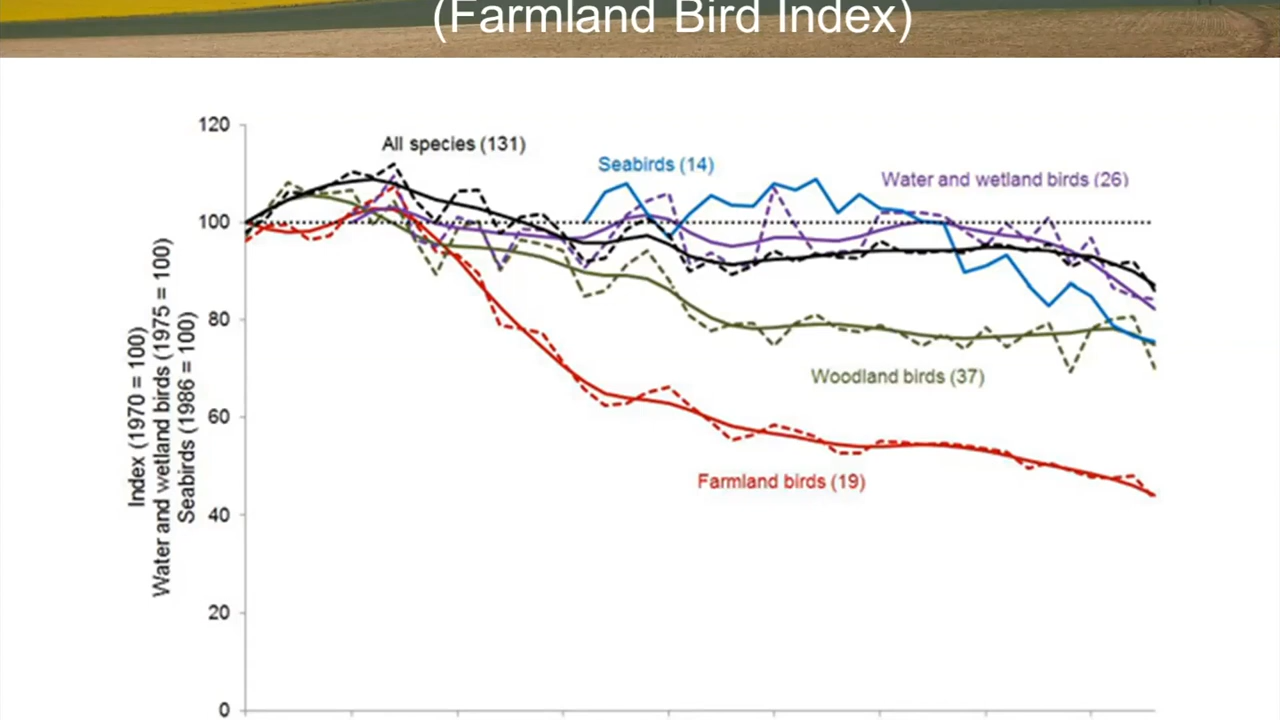 (Farmland Bird Index)
120
100
80
60
40
20
0
Index (1970 = 100)
Water and wetland birds (1975 = 100)
Seabirds (1986 = 100)
All species (131)
Seabirds (14)
Water and wetland birds (26)
Woodland birds (37)
Farmland birds (19)